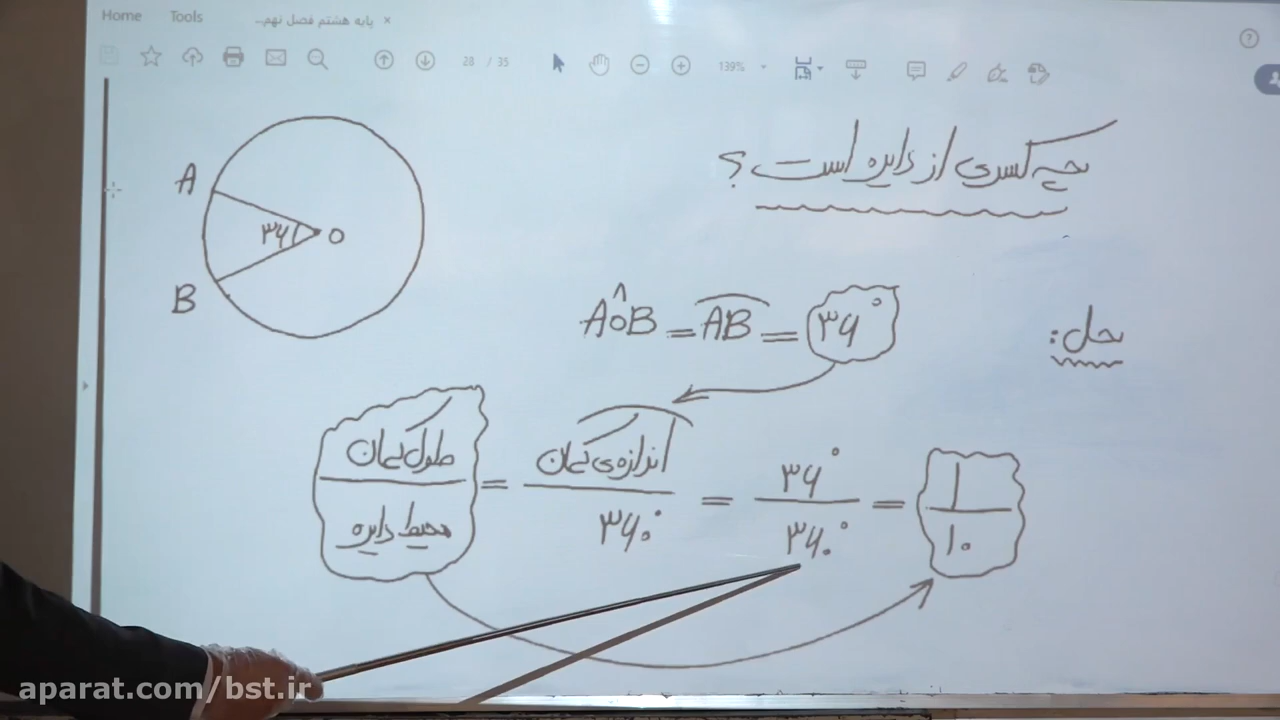 Home Tools پایه هشتم فصل نهم... ×
28 / 35 139%
چه کسری از دایره است ؟
A
۳۶ O
B
حل :
AOB = AB = ۳۶°
طول کمان / محیط دایره = اندازه‌ی کمان / ۳۶۰° = ۳۶° / ۳۶۰° = ۱ / ۱۰
aparat.com/bst.ir